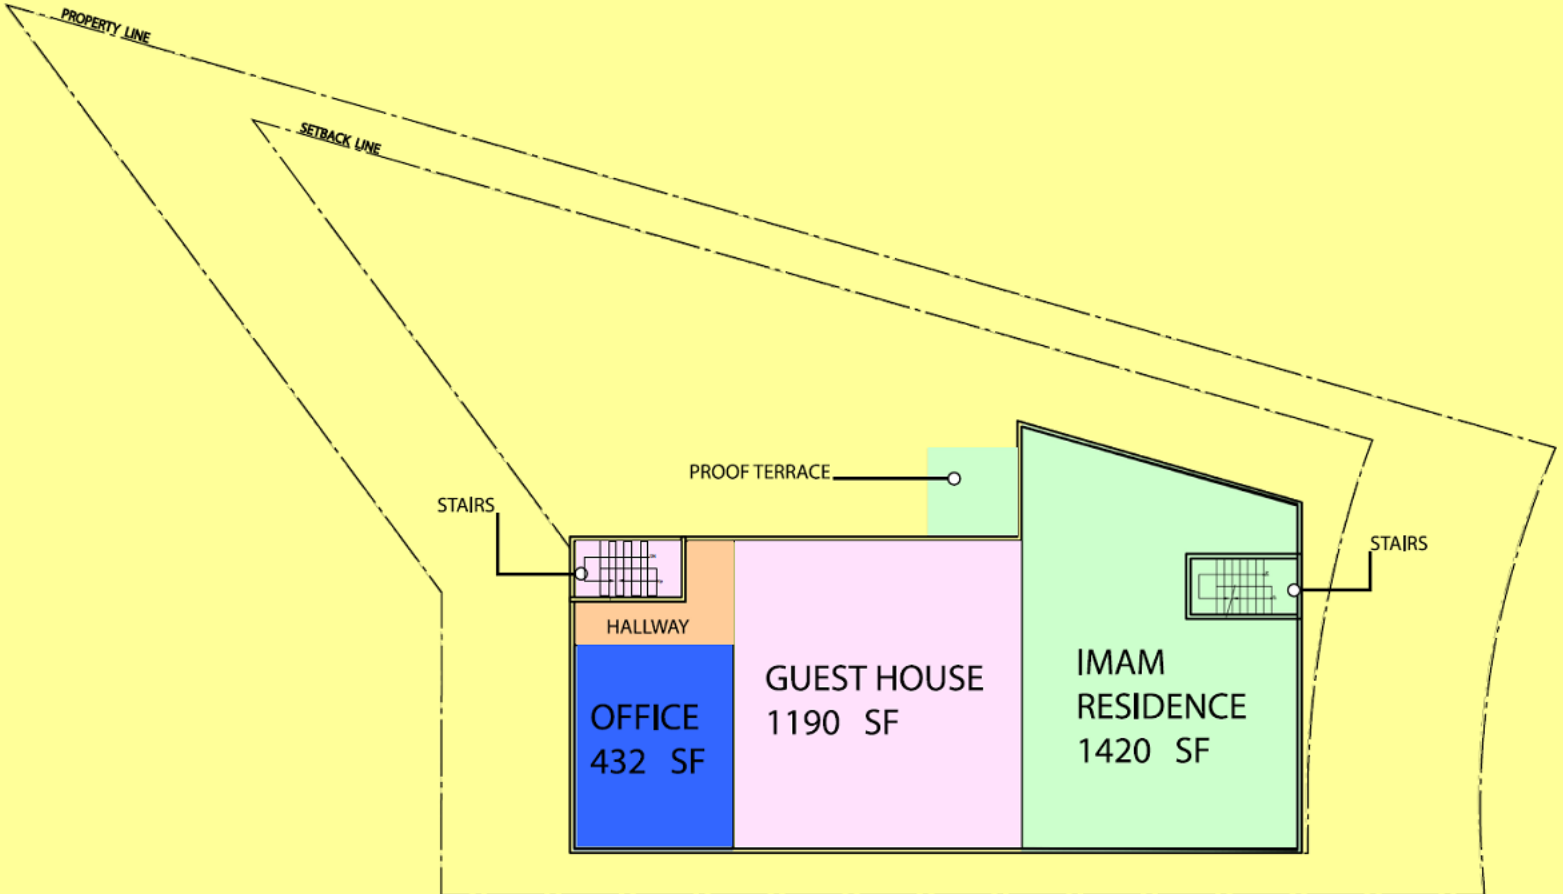 PROPERTY LINE
SETBACK LINE
PROOF TERRACE
STAIRS
STAIRS
HALLWAY
OFFICE
432 SF
GUEST HOUSE
1190 SF
IMAM
RESIDENCE
1420 SF